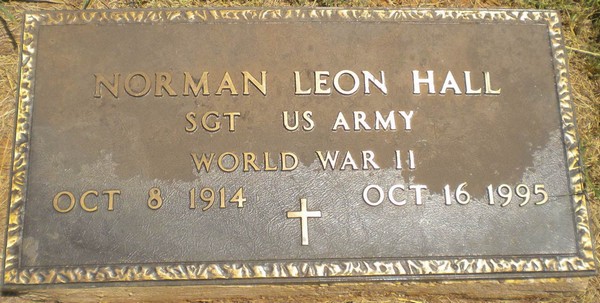 NORMAN LEON HALL
SGT US ARMY
WORLD WAR II
OCT 8 1914 OCT 16 1995